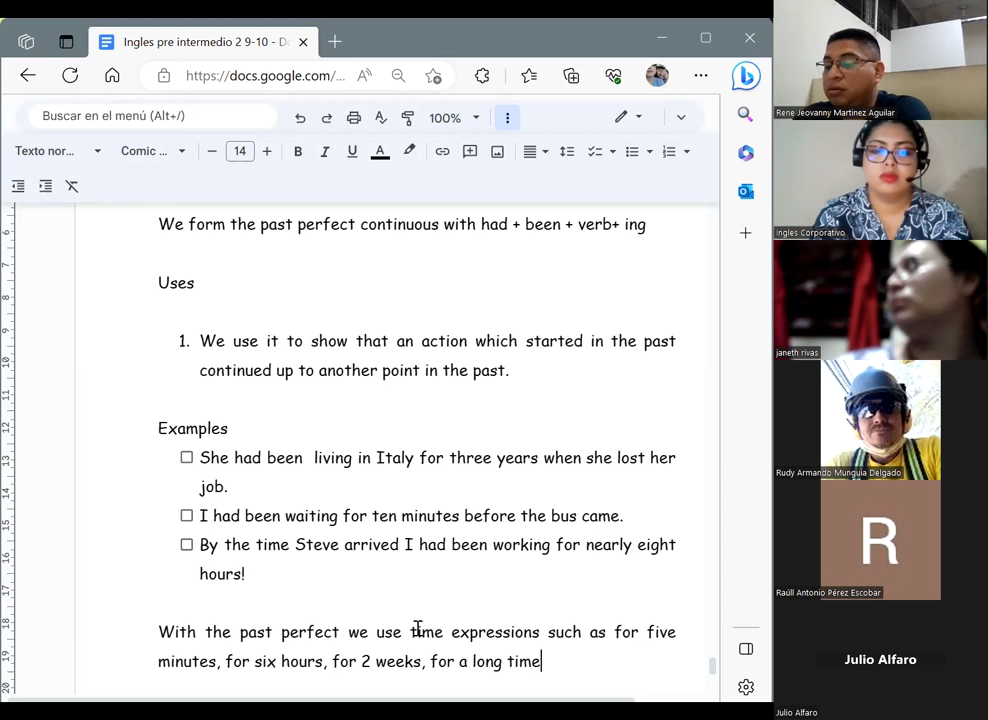 Ingles pre intermedio 2 9-10 - Do
https://docs.google.com/...
Buscar en el menú (Alt+/)
100%
Texto nor...
Comic ...
14
We form the past perfect continuous with had + been + verb+ ing
Uses
1. We use it to show that an action which started in the past
continued up to another point in the past.
Examples
She had been living in Italy for three years when she lost her
job.
I had been waiting for ten minutes before the bus came.
By the time Steve arrived I had been working for nearly eight
hours!
With the past perfect we use time expressions such as for five
minutes, for six hours, for 2 weeks, for a long time
Rene Jeovanny Martinez Aguilar
Ingles Corporativo
janeth rivas
Rudy Armando Munguia Delgado
R
Raúll Antonio Pérez Escobar
Julio Alfaro
Julio Alfaro